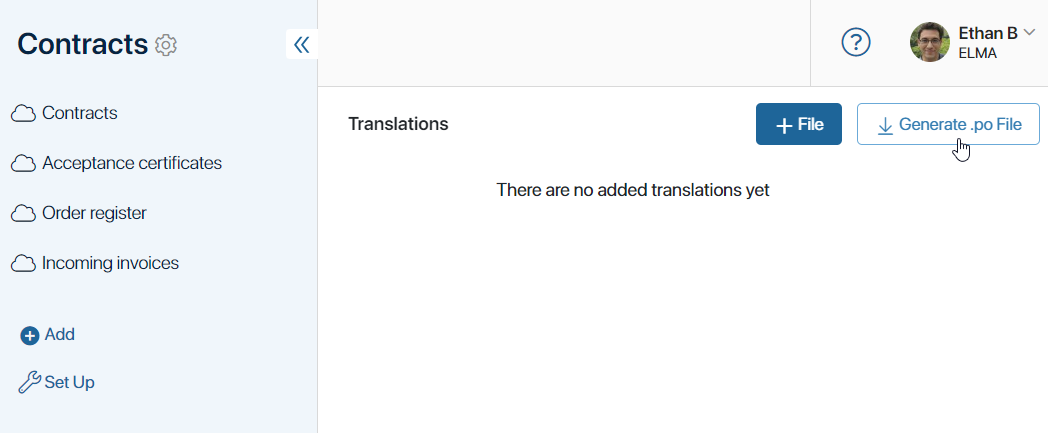 Contracts
Contracts
Acceptance certificates
Order register
Incoming invoices
Add
Set Up
?
Ethan B
ELMA
Translations
+ File
Generate .po File
There are no added translations yet